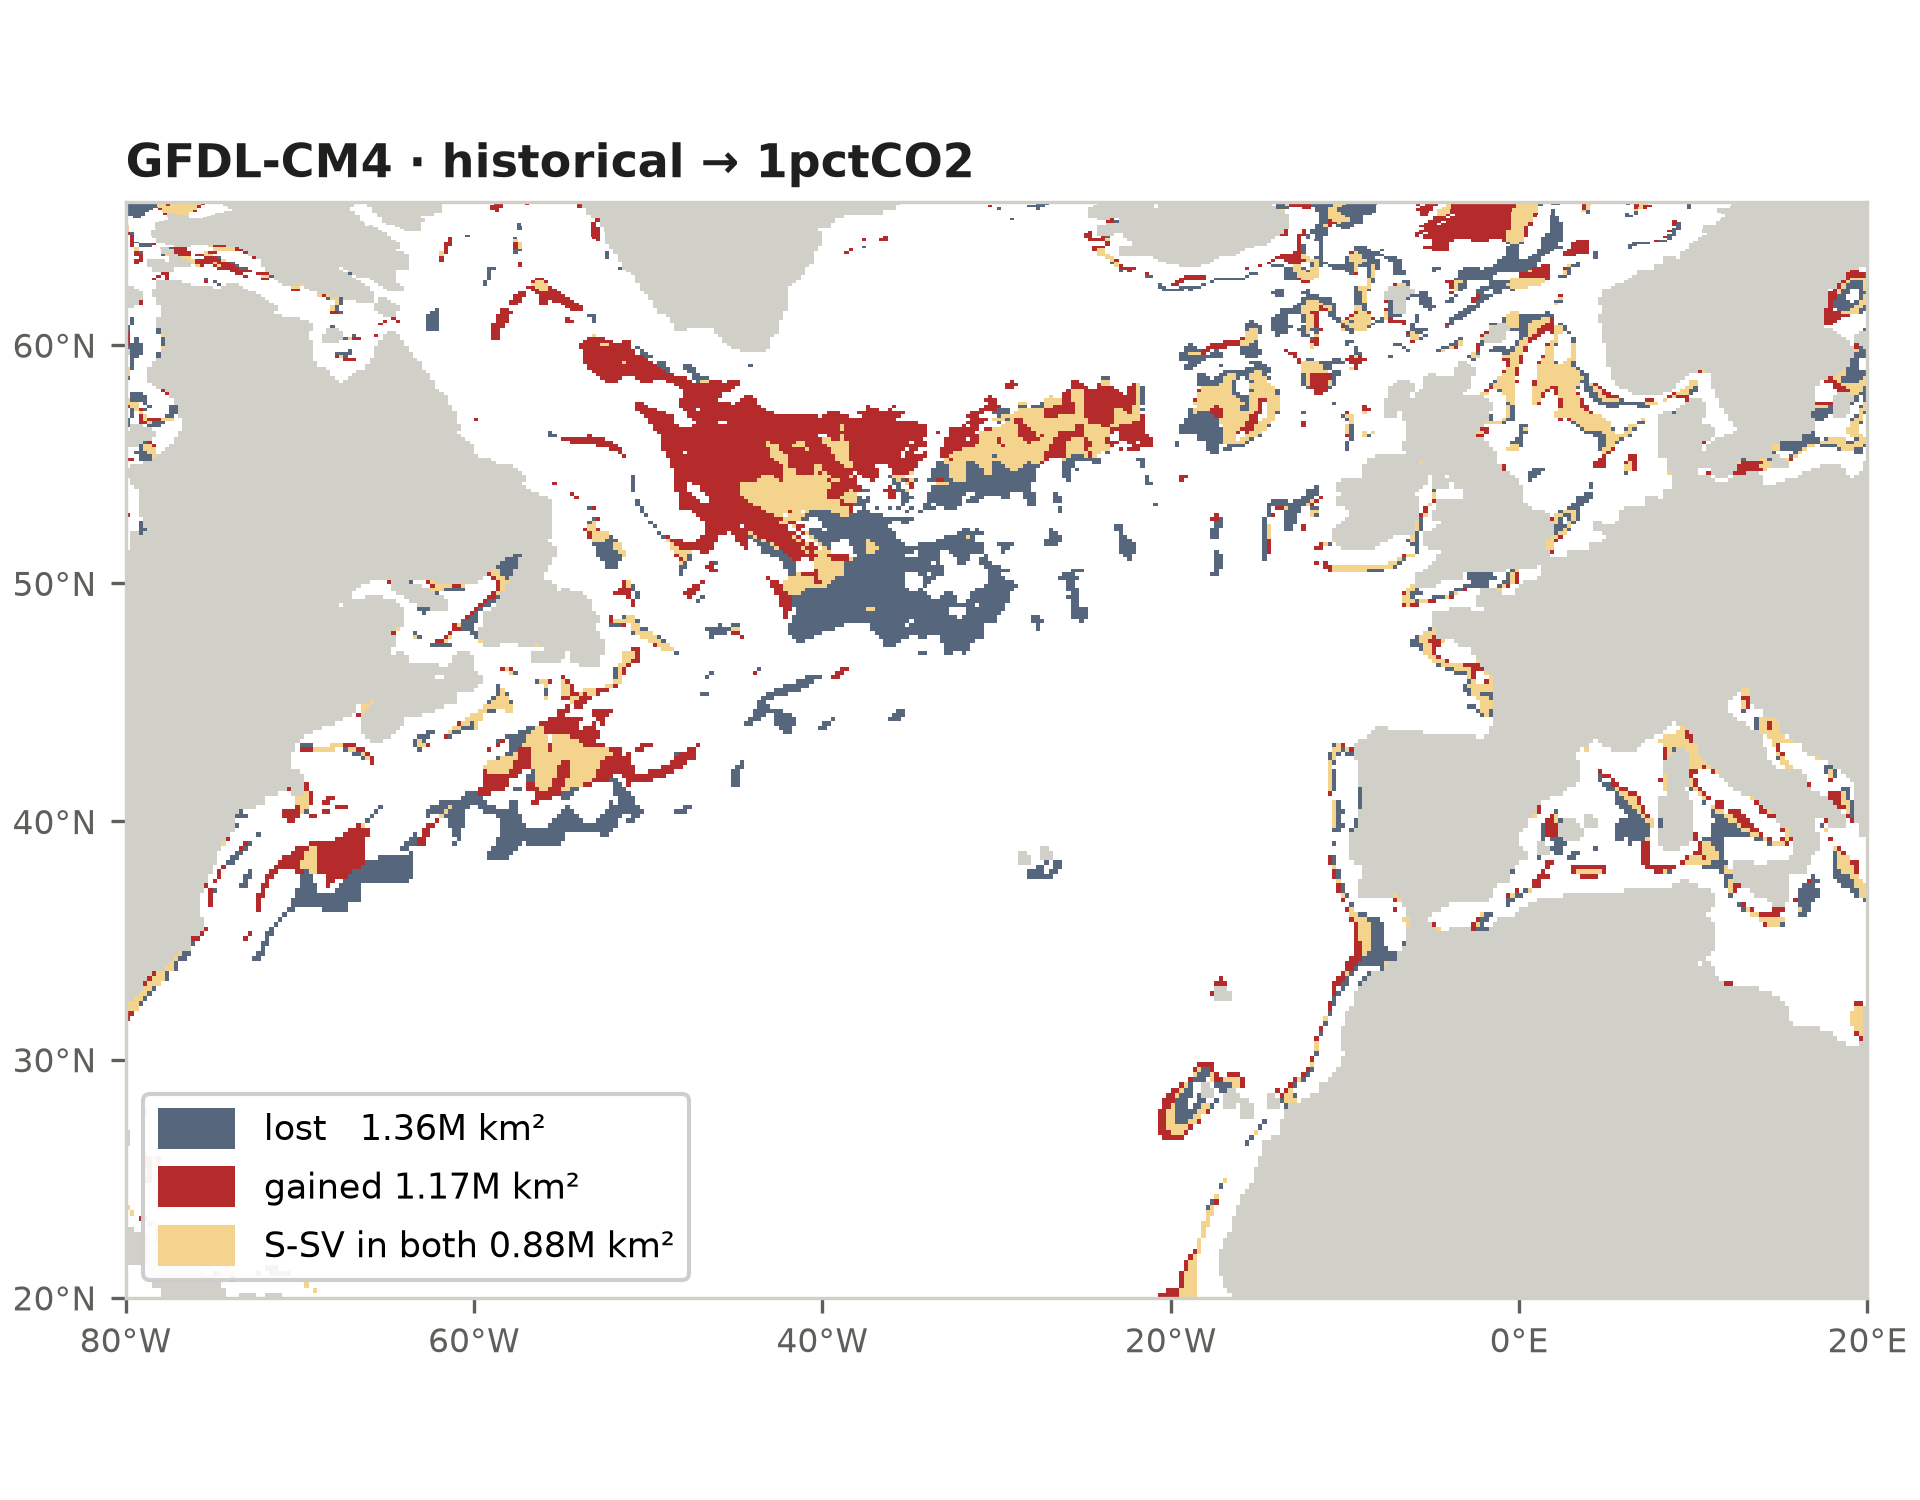 GFDL-CM4 · historical → 1pctCO2
60°N
50°N
40°N
30°N
20°N
lost 1.36M km²
gained 1.17M km²
S-SV in both 0.88M km²
80°W 60°W 40°W 20°W 0°E 20°E